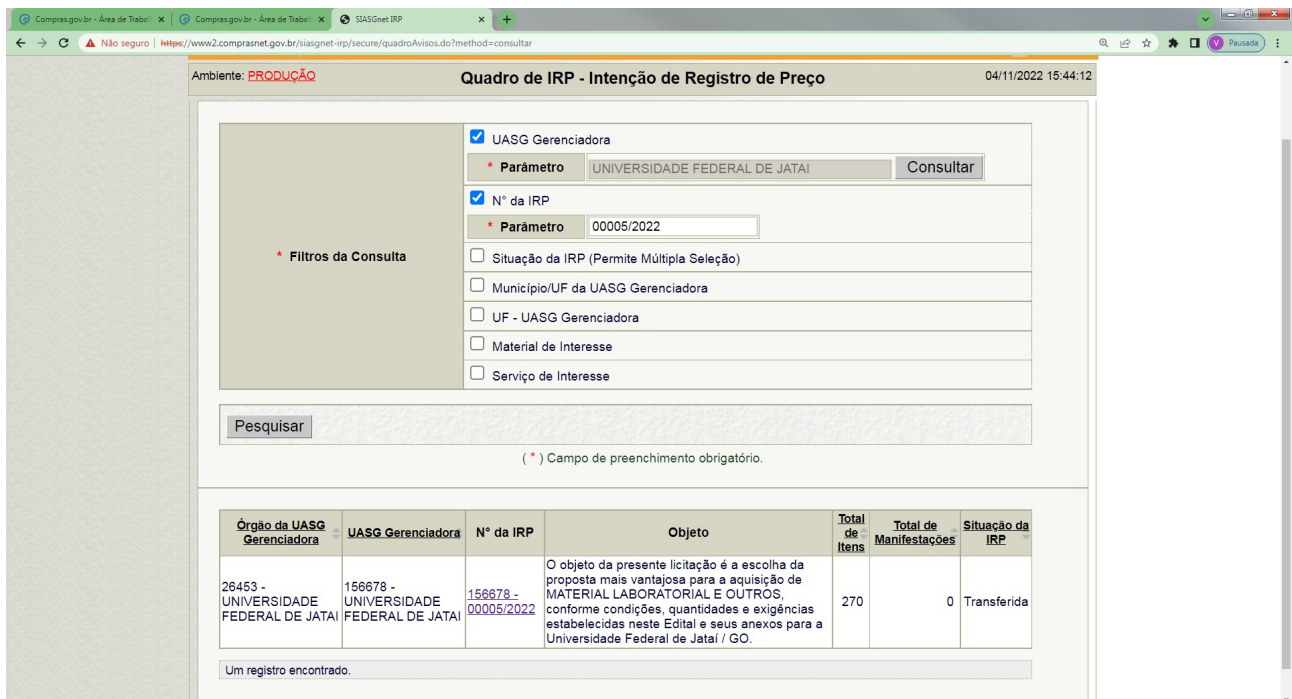 Compras.gov.br - Área de Trabal
Compras.gov.br - Área de Trabal
SIASGnet IRP
Não seguro
https://www2.comprasnet.gov.br/siasgnet-irp/secure/quadroAvisos.do?method=consultar
V Pausada
Ambiente: PRODUÇÃO
Quadro de IRP - Intenção de Registro de Preço
04/11/2022 15:44:12
* Filtros da Consulta
UASG Gerenciadora
* Parâmetro
UNIVERSIDADE FEDERAL DE JATAI
Consultar
N° da IRP
* Parâmetro
00005/2022
Situação da IRP (Permite Múltipla Seleção)
Município/UF da UASG Gerenciadora
UF - UASG Gerenciadora
Material de Interesse
Serviço de Interesse
Pesquisar
( * ) Campo de preenchimento obrigatório.
Órgão da UASG
Gerenciadora
UASG Gerenciadora
N° da IRP
Objeto
Total
de
Itens
Total de
Manifestações
Situação da
IRP
26453 -
UNIVERSIDADE
FEDERAL DE JATAI
156678 -
UNIVERSIDADE
FEDERAL DE JATAI
156678 -
00005/2022
O objeto da presente licitação é a escolha da
proposta mais vantajosa para a aquisição de
MATERIAL LABORATORIAL E OUTROS,
conforme condições, quantidades e exigências
estabelecidas neste Edital e seus anexos para a
Universidade Federal de Jataí / GO.
270
0
Transferida
Um registro encontrado.